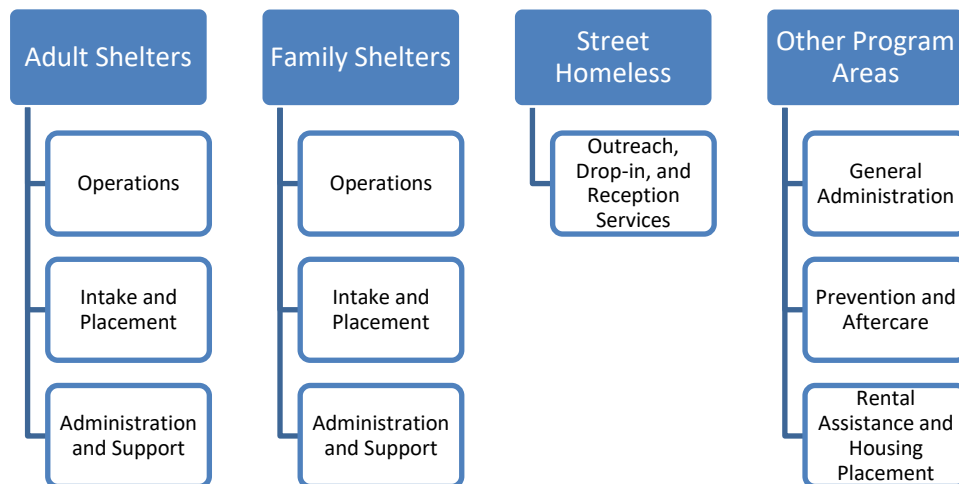 Adult Shelters
Operations
Intake and
Placement
Administration
and Support
Family Shelters
Operations
Intake and
Placement
Administration
and Support
Street
Homeless
Outreach,
Drop-in, and
Reception
Services
Other Program
Areas
General
Administration
Prevention and
Aftercare
Rental
Assistance and
Housing
Placement